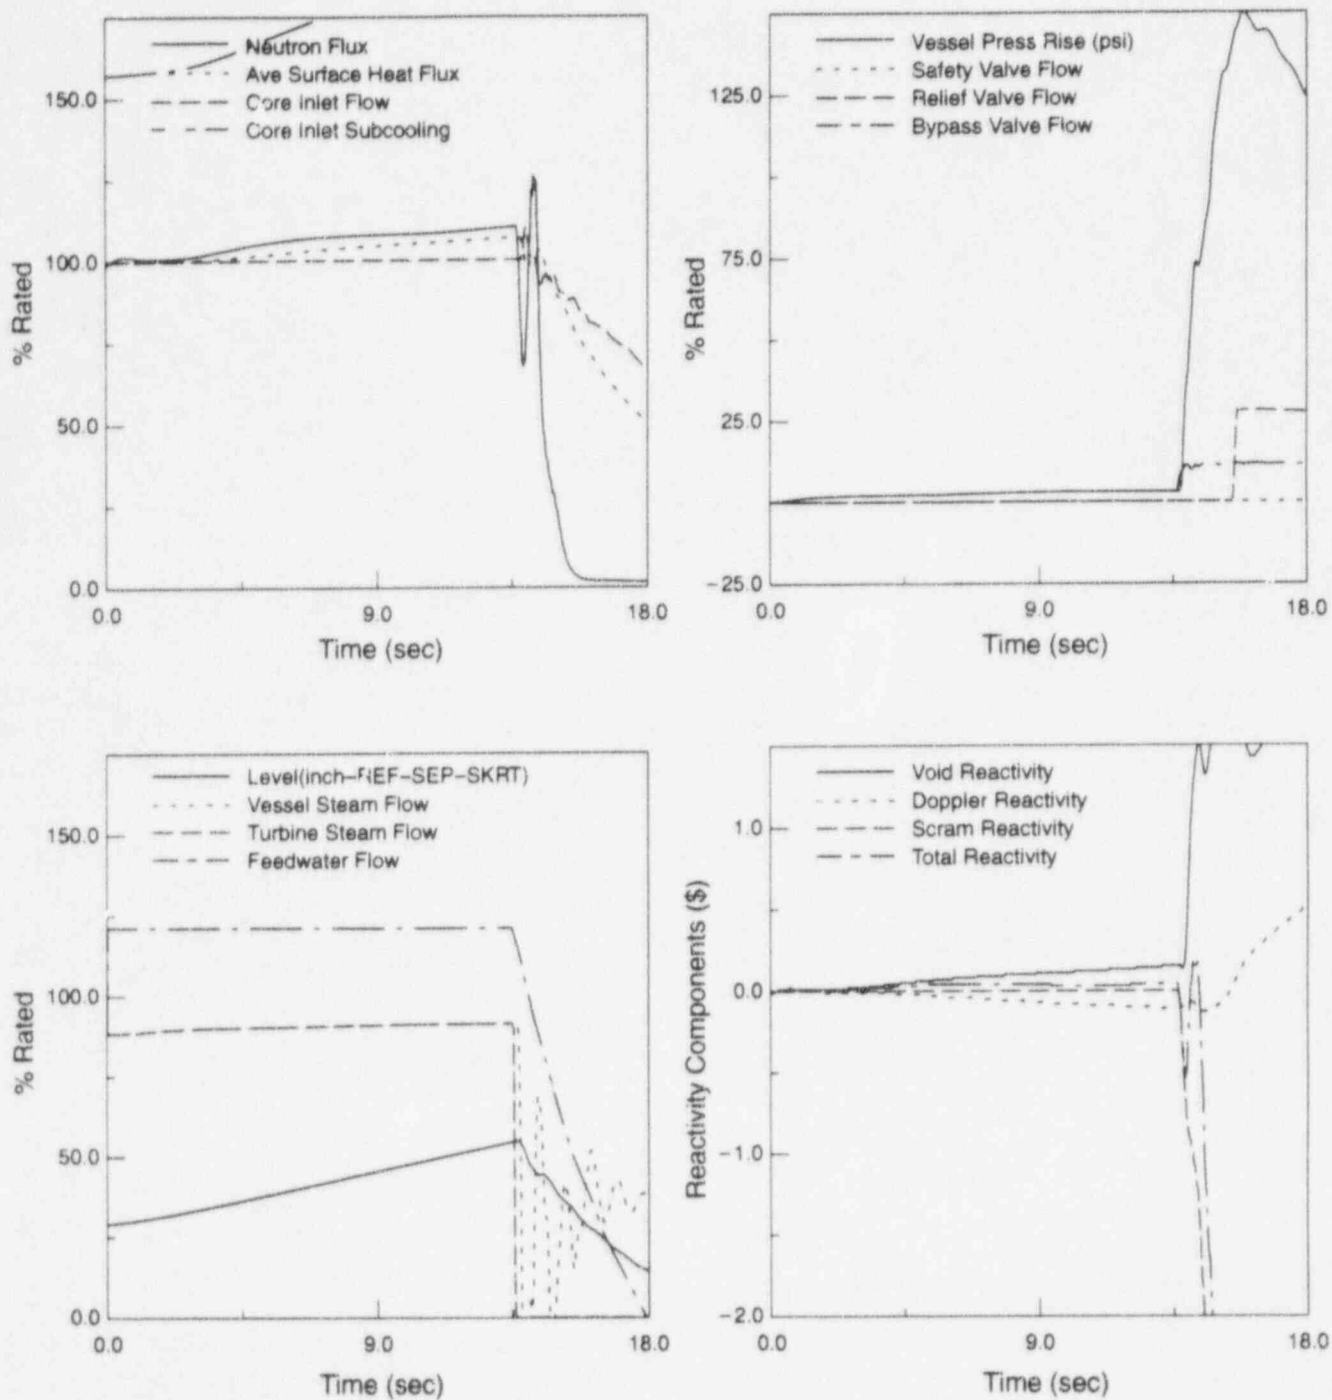 Neutron Flux
Ave Surface Heat Flux
Core Inlet Flow
Core Inlet Subcooling
150.0
100.0
50.0
0.0
% Rated
0.0 9.0 18.0
Time (sec)
Vessel Press Rise (psi)
Safety Valve Flow
Relief Valve Flow
Bypass Valve Flow
125.0
75.0
25.0
−25.0
% Rated
0.0 9.0 18.0
Time (sec)
Level(inch−REF−SEP−SKRT)
Vessel Steam Flow
Turbine Steam Flow
Feedwater Flow
150.0
100.0
50.0
0.0
% Rated
0.0 9.0 18.0
Time (sec)
Void Reactivity
Doppler Reactivity
Scram Reactivity
Total Reactivity
1.0
0.0
−1.0
−2.0
Reactivity Components ($)
0.0 9.0 18.0
Time (sec)